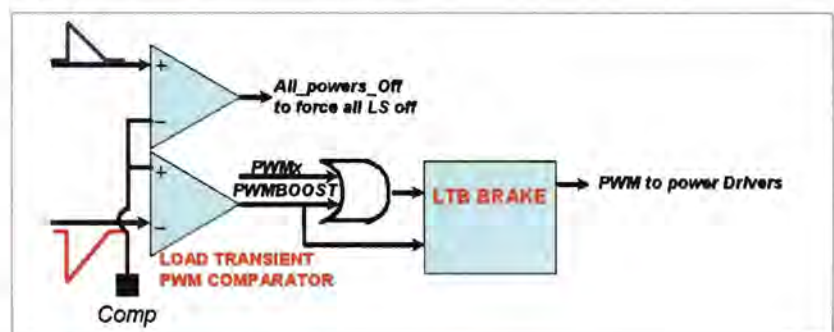 +
All_powers_Off
to force all LS off
−
+
PWMx
PWMBOOST
−
LTB BRAKE
PWM to power Drivers
LOAD TRANSIENT
PWM COMPARATOR
Comp